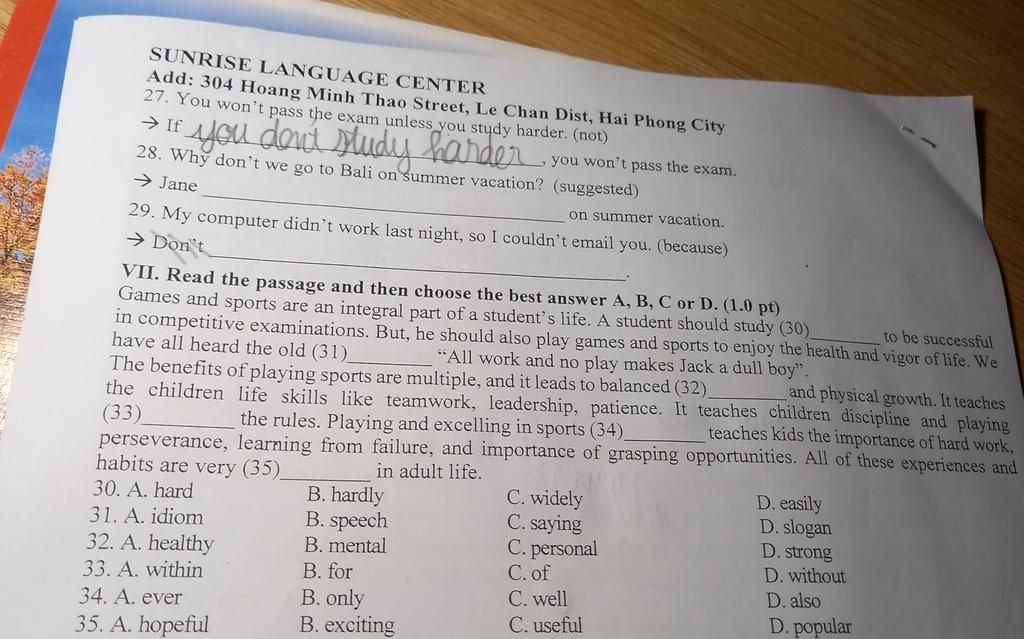 SUNRISE LANGUAGE CENTER
Add: 304 Hoang Minh Thao Street, Le Chan Dist, Hai Phong City
27. You won't pass the exam unless you study harder. (not)
→ If you don't study harder, you won't pass the exam.
28. Why don't we go to Bali on summer vacation? (suggested)
→ Jane ____________ on summer vacation.
29. My computer didn't work last night, so I couldn't email you. (because)
→ Don't ____________.
VII. Read the passage and then choose the best answer A, B, C or D. (1.0 pt)
Games and sports are an integral part of a student's life. A student should study (30)________ to be successful
in competitive examinations. But, he should also play games and sports to enjoy the health and vigor of life. We
have all heard the old (31)________ “All work and no play makes Jack a dull boy”.
The benefits of playing sports are multiple, and it leads to balanced (32)________ and physical growth. It teaches
the children life skills like teamwork, leadership, patience. It teaches children discipline and playing
(33)________ the rules. Playing and excelling in sports (34)________ teaches kids the importance of hard work,
perseverance, learning from failure, and importance of grasping opportunities. All of these experiences and
habits are very (35)________ in adult life.
30. A. hard B. hardly C. widely D. easily
31. A. idiom B. speech C. saying D. slogan
32. A. healthy B. mental C. personal D. strong
33. A. within B. for C. of D. without
34. A. ever B. only C. well D. also
35. A. hopeful B. exciting C. useful D. popular